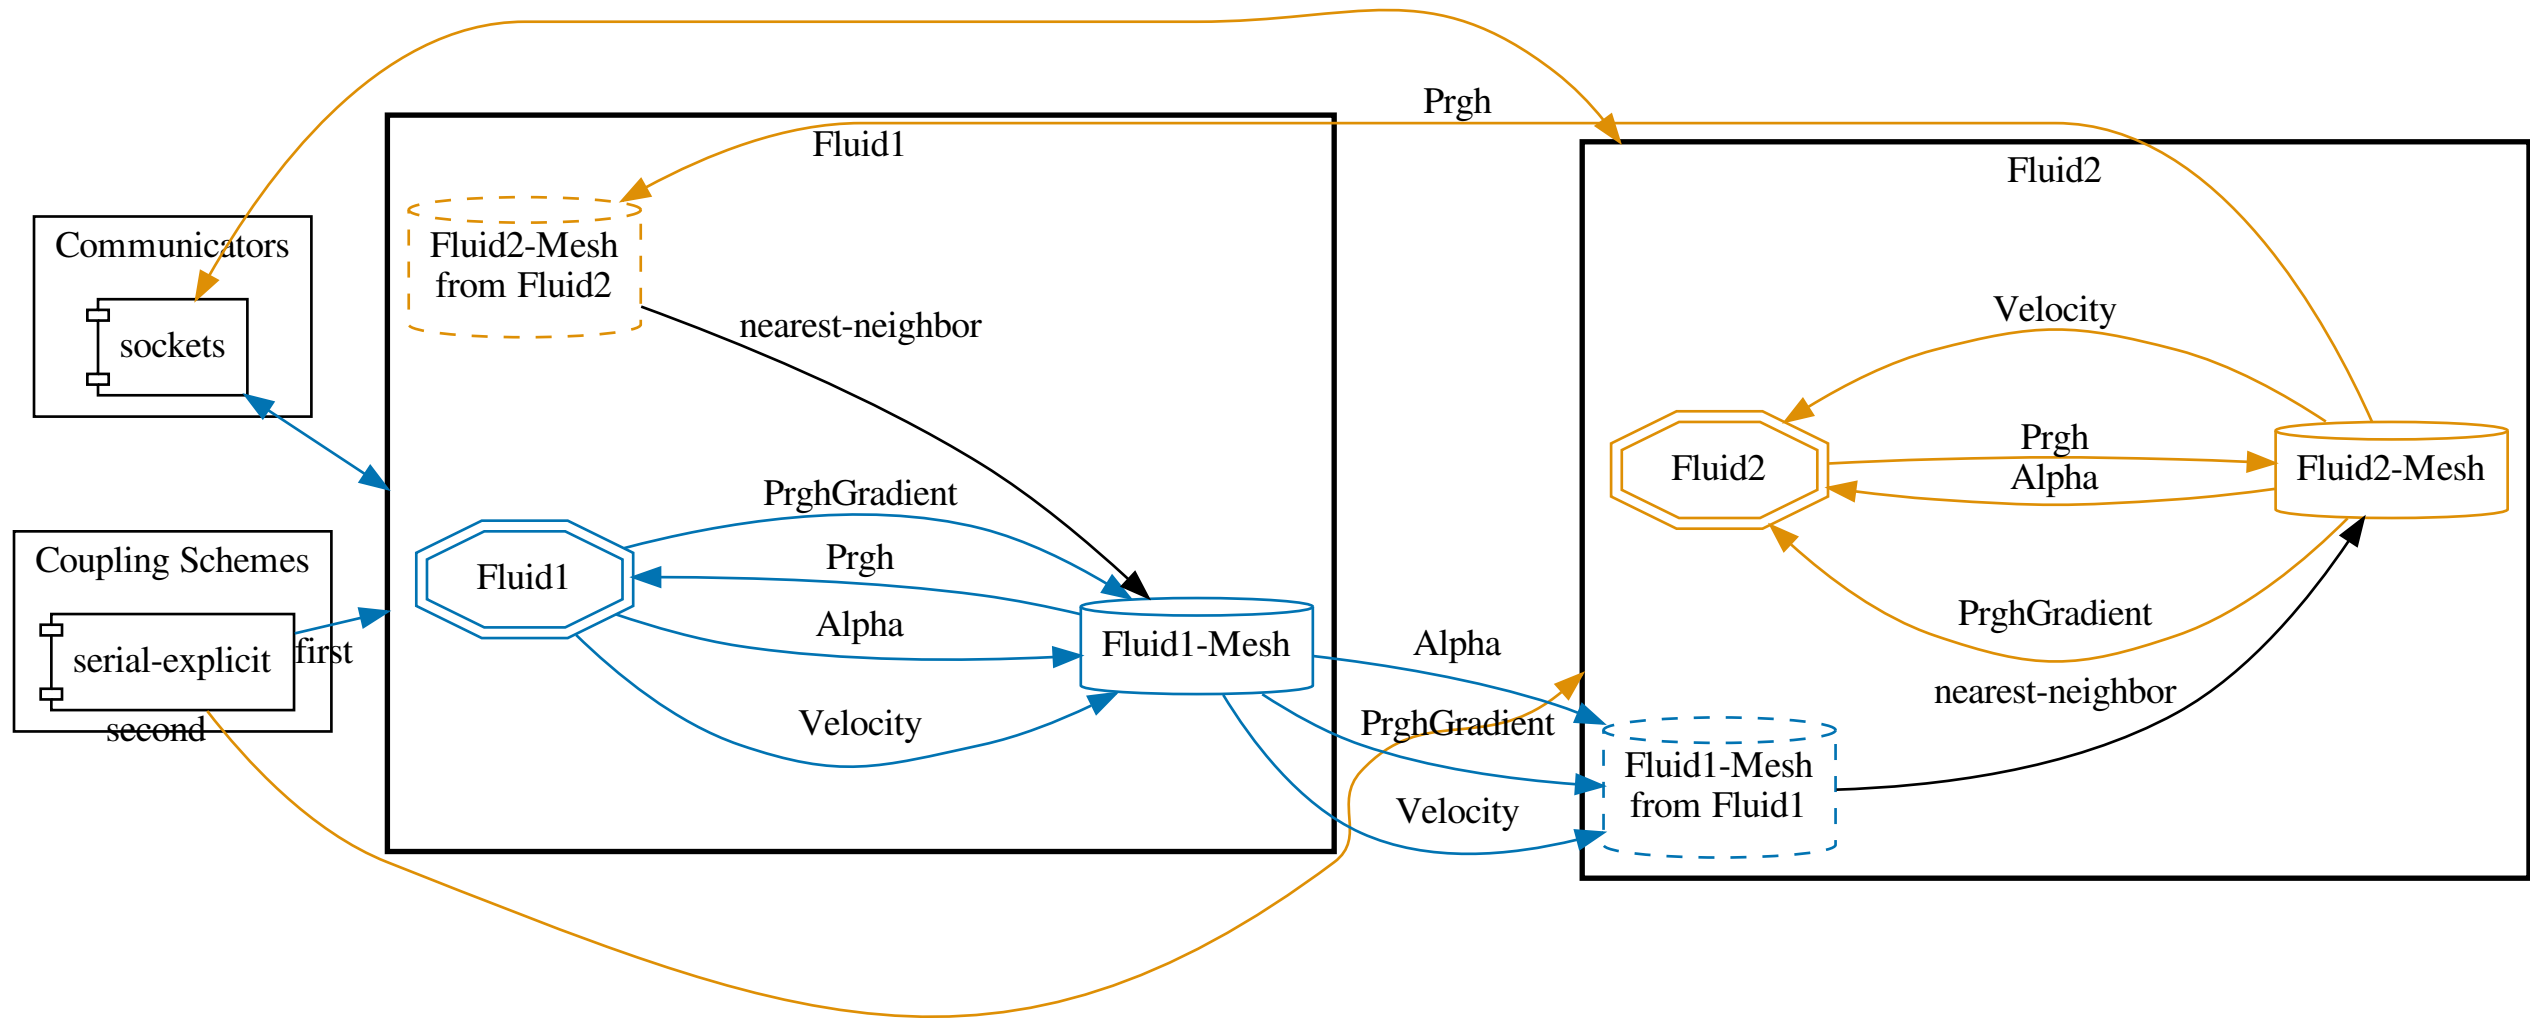 Communicators
sockets
Coupling Schemes
serial-explicit
first
second
Fluid1
Fluid2-Mesh
from Fluid2
nearest-neighbor
PrghGradient
Fluid1
Prgh
Alpha
Velocity
Fluid1-Mesh
Prgh
Alpha
PrghGradient
Velocity
Fluid2
Velocity
Fluid2
Prgh
Alpha
Fluid2-Mesh
PrghGradient
nearest-neighbor
Fluid1-Mesh
from Fluid1